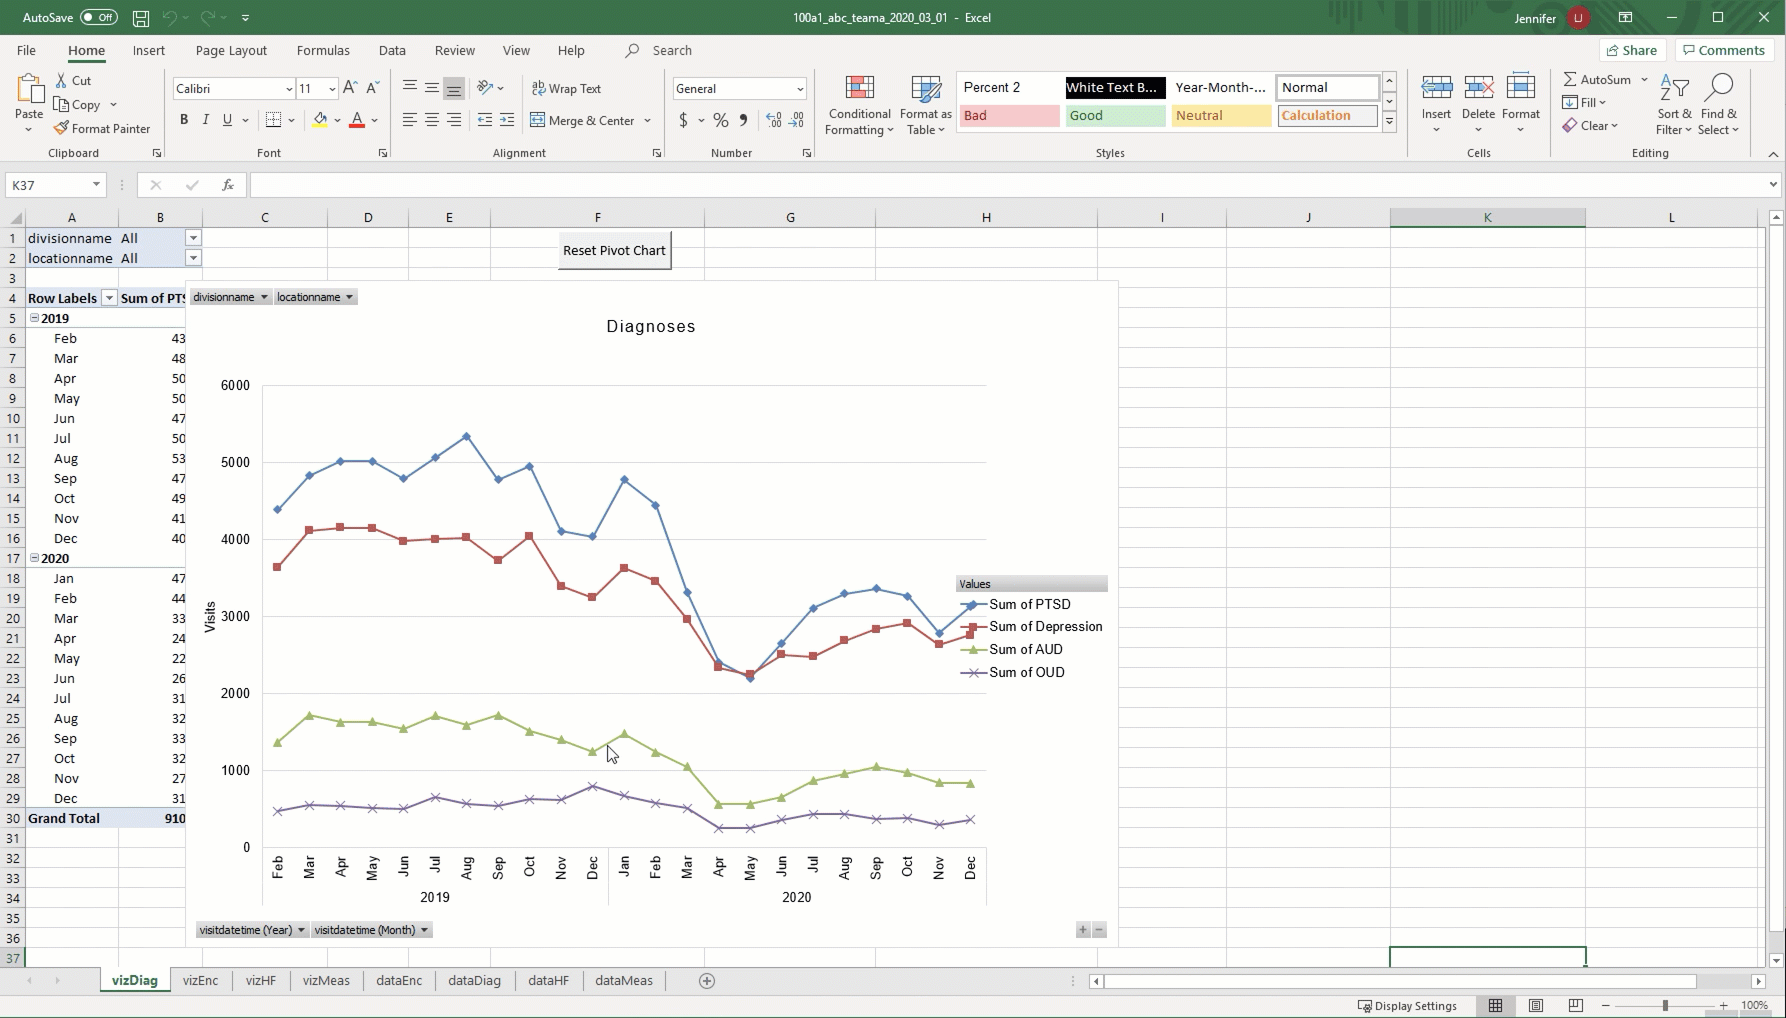 AutoSave Off
100a1_abc_teama_2020_03_01 - Excel
Jennifer
File Home Insert Page Layout Formulas Data Review View Help Search
Share Comments
Paste
Cut
Copy
Format Painter
Clipboard
Calibri 11
B I U
Font
Wrap Text
Merge & Center
Alignment
General
$ % 9
Number
Conditional Formatting
Format as Table
Percent 2 White Text B... Year-Month-... Normal
Bad Good Neutral Calculation
Styles
Insert Delete Format
Cells
AutoSum
Fill
Clear
Sort & Filter
Find & Select
Editing
K37 fx
A B C D E F G H I J K L
1 divisionname All
2 locationname All
Reset Pivot Chart
3
4 Row Labels Sum of PTS
5 2019
6 Feb 43
7 Mar 48
8 Apr 50
9 May 50
10 Jun 47
11 Jul 50
12 Aug 53
13 Sep 47
14 Oct 49
15 Nov 41
16 Dec 40
17 2020
18 Jan 47
19 Feb 44
20 Mar 33
21 Apr 24
22 May 22
23 Jun 26
24 Jul 31
25 Aug 32
26 Sep 33
27 Oct 32
28 Nov 27
29 Dec 31
30 Grand Total 910
31
32
33
34
35
36
37
divisionname locationname
Diagnoses
6000
5000
4000
3000
2000
1000
0
Visits
Values
Sum of PTSD
Sum of Depression
Sum of AUD
Sum of OUD
Feb Mar Apr May Jun Jul Aug Sep Oct Nov Dec Jan Feb Mar Apr May Jun Jul Aug Sep Oct Nov Dec
2019 2020
visitdatetime (Year) visitdatetime (Month)
vizDiag vizEnc vizHF vizMeas dataEnc dataDiag dataHF dataMeas
Display Settings 100%